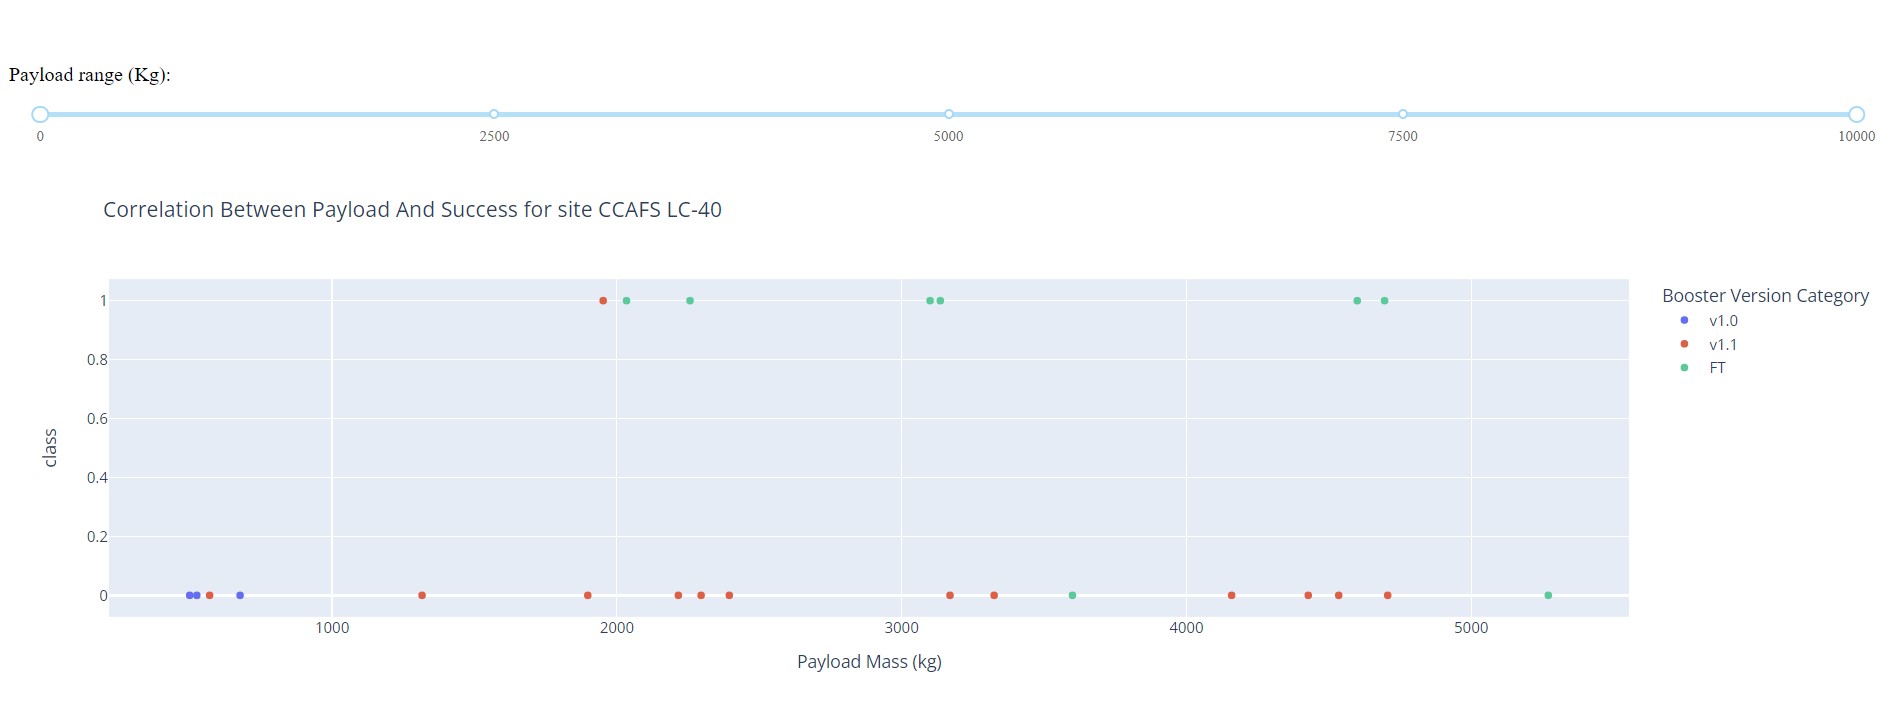 Payload range (Kg):
0 2500 5000 7500 10000
Correlation Between Payload And Success for site CCAFS LC-40
1
0.8
0.6
0.4
0.2
0
class
1000 2000 3000 4000 5000
Payload Mass (kg)
Booster Version Category
v1.0
v1.1
FT